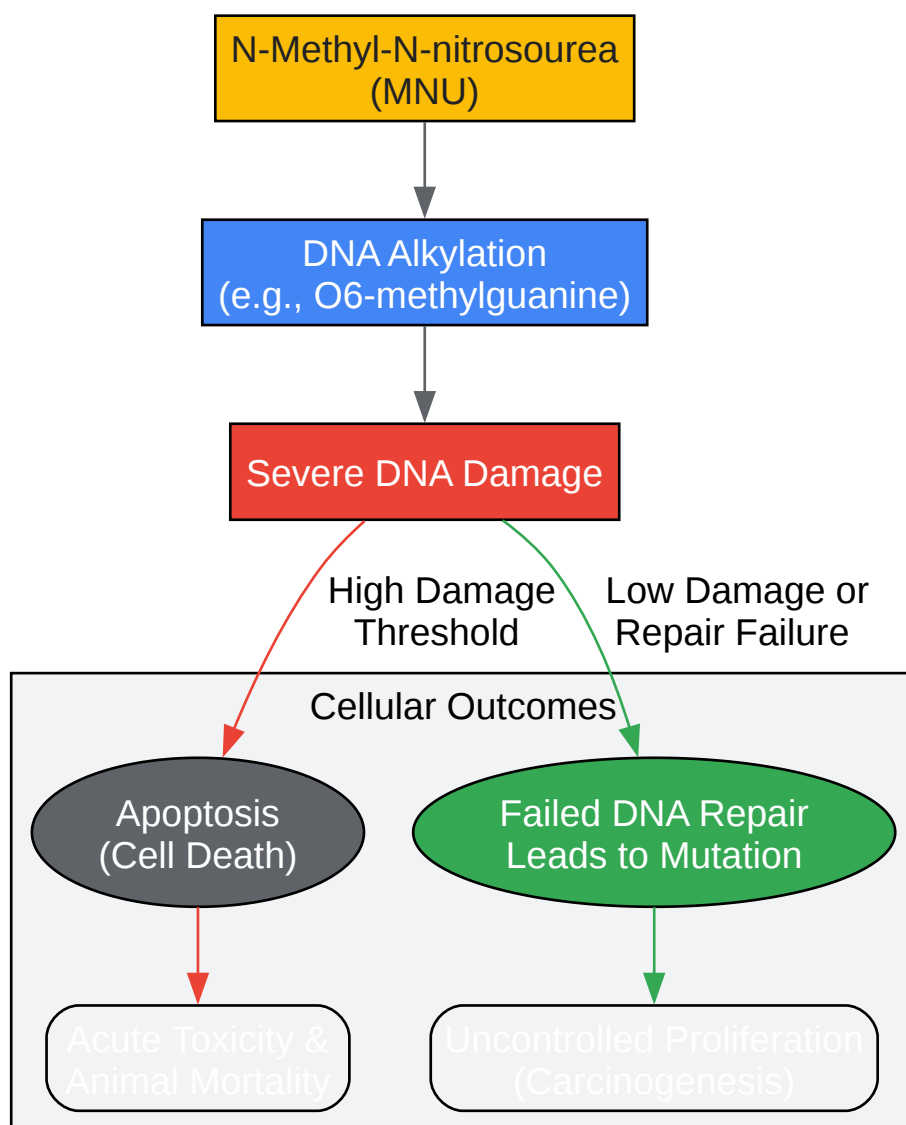 N-Methyl-N-nitrosourea
(MNU)
DNA Alkylation
(e.g., O6-methylguanine)
Severe DNA Damage
High Damage
Threshold
Low Damage or
Repair Failure
Cellular Outcomes
Apoptosis
(Cell Death)
Failed DNA Repair
Leads to Mutation
Acute Toxicity &
Animal Mortality
Uncontrolled Proliferation
(Carcinogenesis)